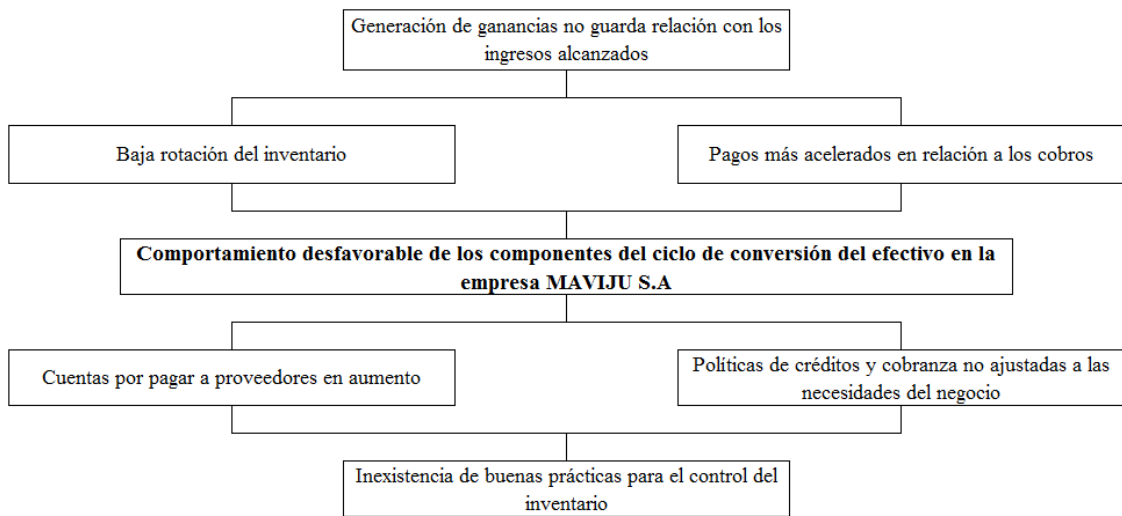 Generación de ganancias no guarda relación con los
ingresos alcanzados
Baja rotación del inventario
Pagos más acelerados en relación a los cobros
Comportamiento desfavorable de los componentes del ciclo de conversión del efectivo en la
empresa MAVIJU S.A
Cuentas por pagar a proveedores en aumento
Políticas de créditos y cobranza no ajustadas a las
necesidades del negocio
Inexistencia de buenas prácticas para el control del
inventario